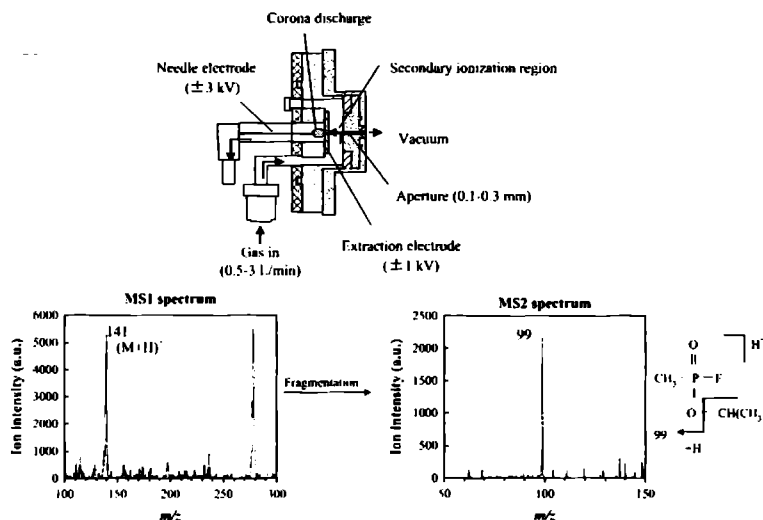 Corona discharge
Needle electrode
(±3 kV)
Secondary ionization region
Vacuum
Aperture (0.1-0.3 mm)
Extraction electrode
(±1 kV)
Gas in
(0.5-3 L/min)
MS1 spectrum
6000
5000
4000
3000
2000
1000
0
Ion intensity (a.u.)
141
(M+H)
100
150
200
250
300
m/z
Fragmentation
MS2 spectrum
2500
2000
1500
1000
500
0
Ion intensity (a.u.)
99
50
100
150
m/z
O
H
CH3 P F
O CH(CH3
99
+H